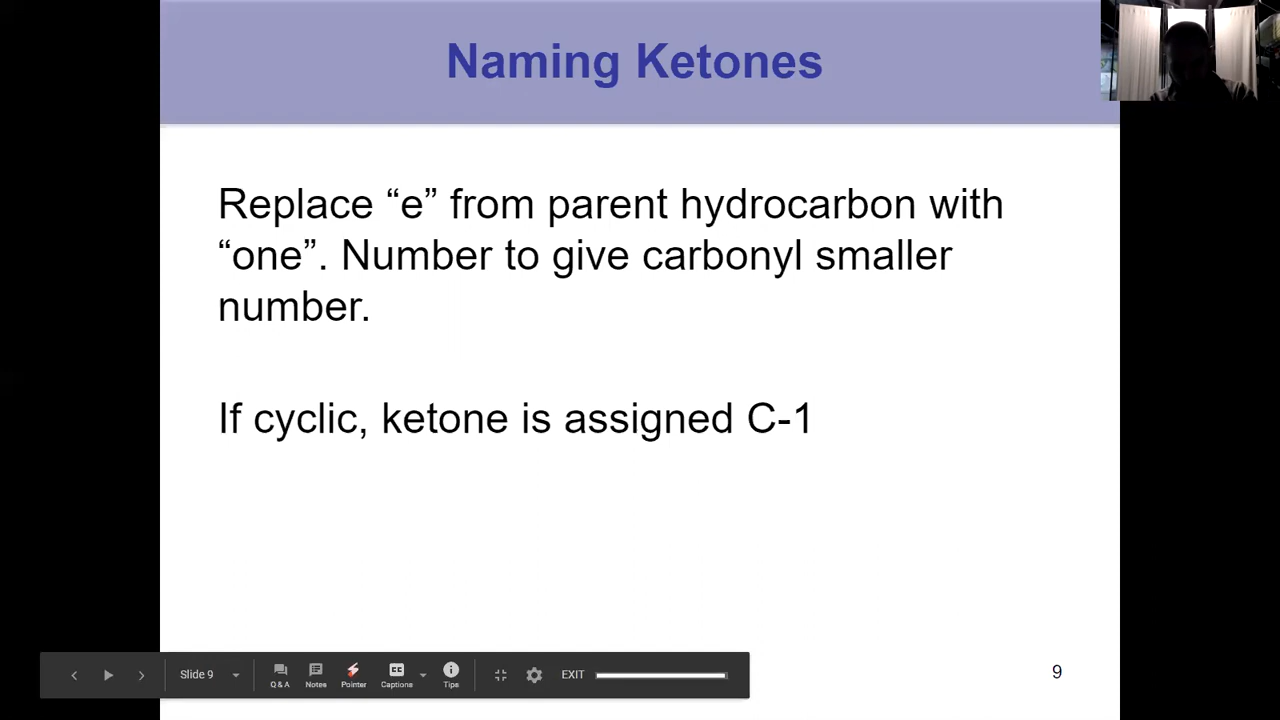 Naming Ketones
Replace “e” from parent hydrocarbon with
“one”. Number to give carbonyl smaller
number.
If cyclic, ketone is assigned C-1
Slide 9
Q & A
Notes
Pointer
CC
Captions
Tips
EXIT
9